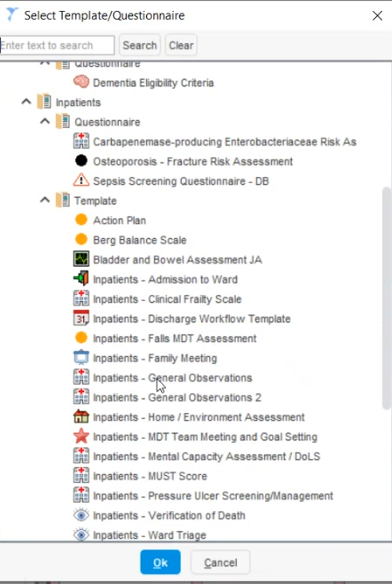 Select Template/Questionnaire
Enter text to search
Search
Clear
Questionnaire
Dementia Eligibility Criteria
Inpatients
Questionnaire
Carbapenemase-producing Enterobacteriaceae Risk As
Osteoporosis - Fracture Risk Assessment
Sepsis Screening Questionnaire - DB
Template
Action Plan
Berg Balance Scale
Bladder and Bowel Assessment JA
Inpatients - Admission to Ward
Inpatients - Clinical Frailty Scale
31
Inpatients - Discharge Workflow Template
Inpatients - Falls MDT Assessment
Inpatients - Family Meeting
Inpatients - General Observations
Inpatients - General Observations 2
Inpatients - Home / Environment Assessment
Inpatients - MDT Team Meeting and Goal Setting
Inpatients - Mental Capacity Assessment / DoLS
Inpatients - MUST Score
Inpatients - Pressure Ulcer Screening/Management
Inpatients - Verification of Death
Inpatients - Ward Triage
Ok
Cancel